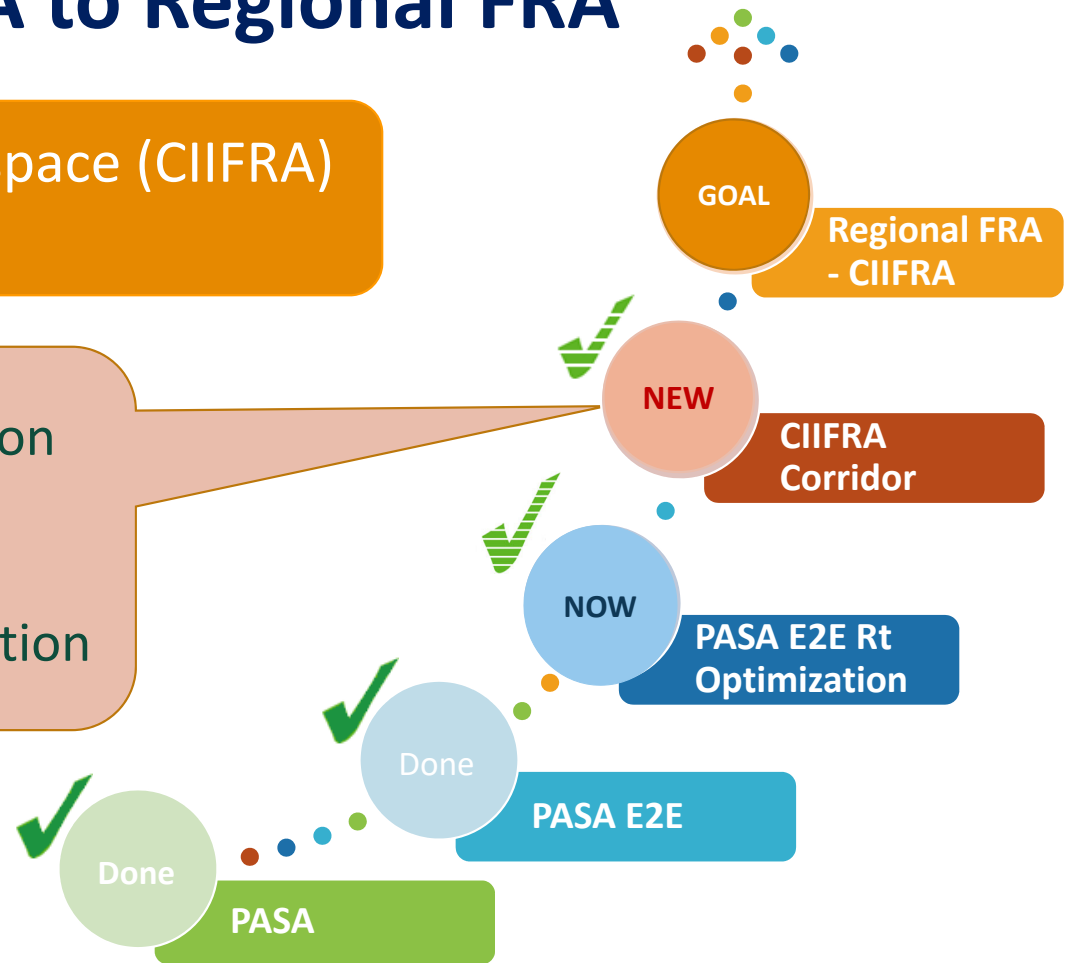 A to Regional FRA
space (CIIFRA)
on
tion
GOAL
Regional FRA
- CIIFRA
NEW
CIIFRA
Corridor
NOW
PASA E2E Rt
Optimization
Done
PASA E2E
Done
PASA